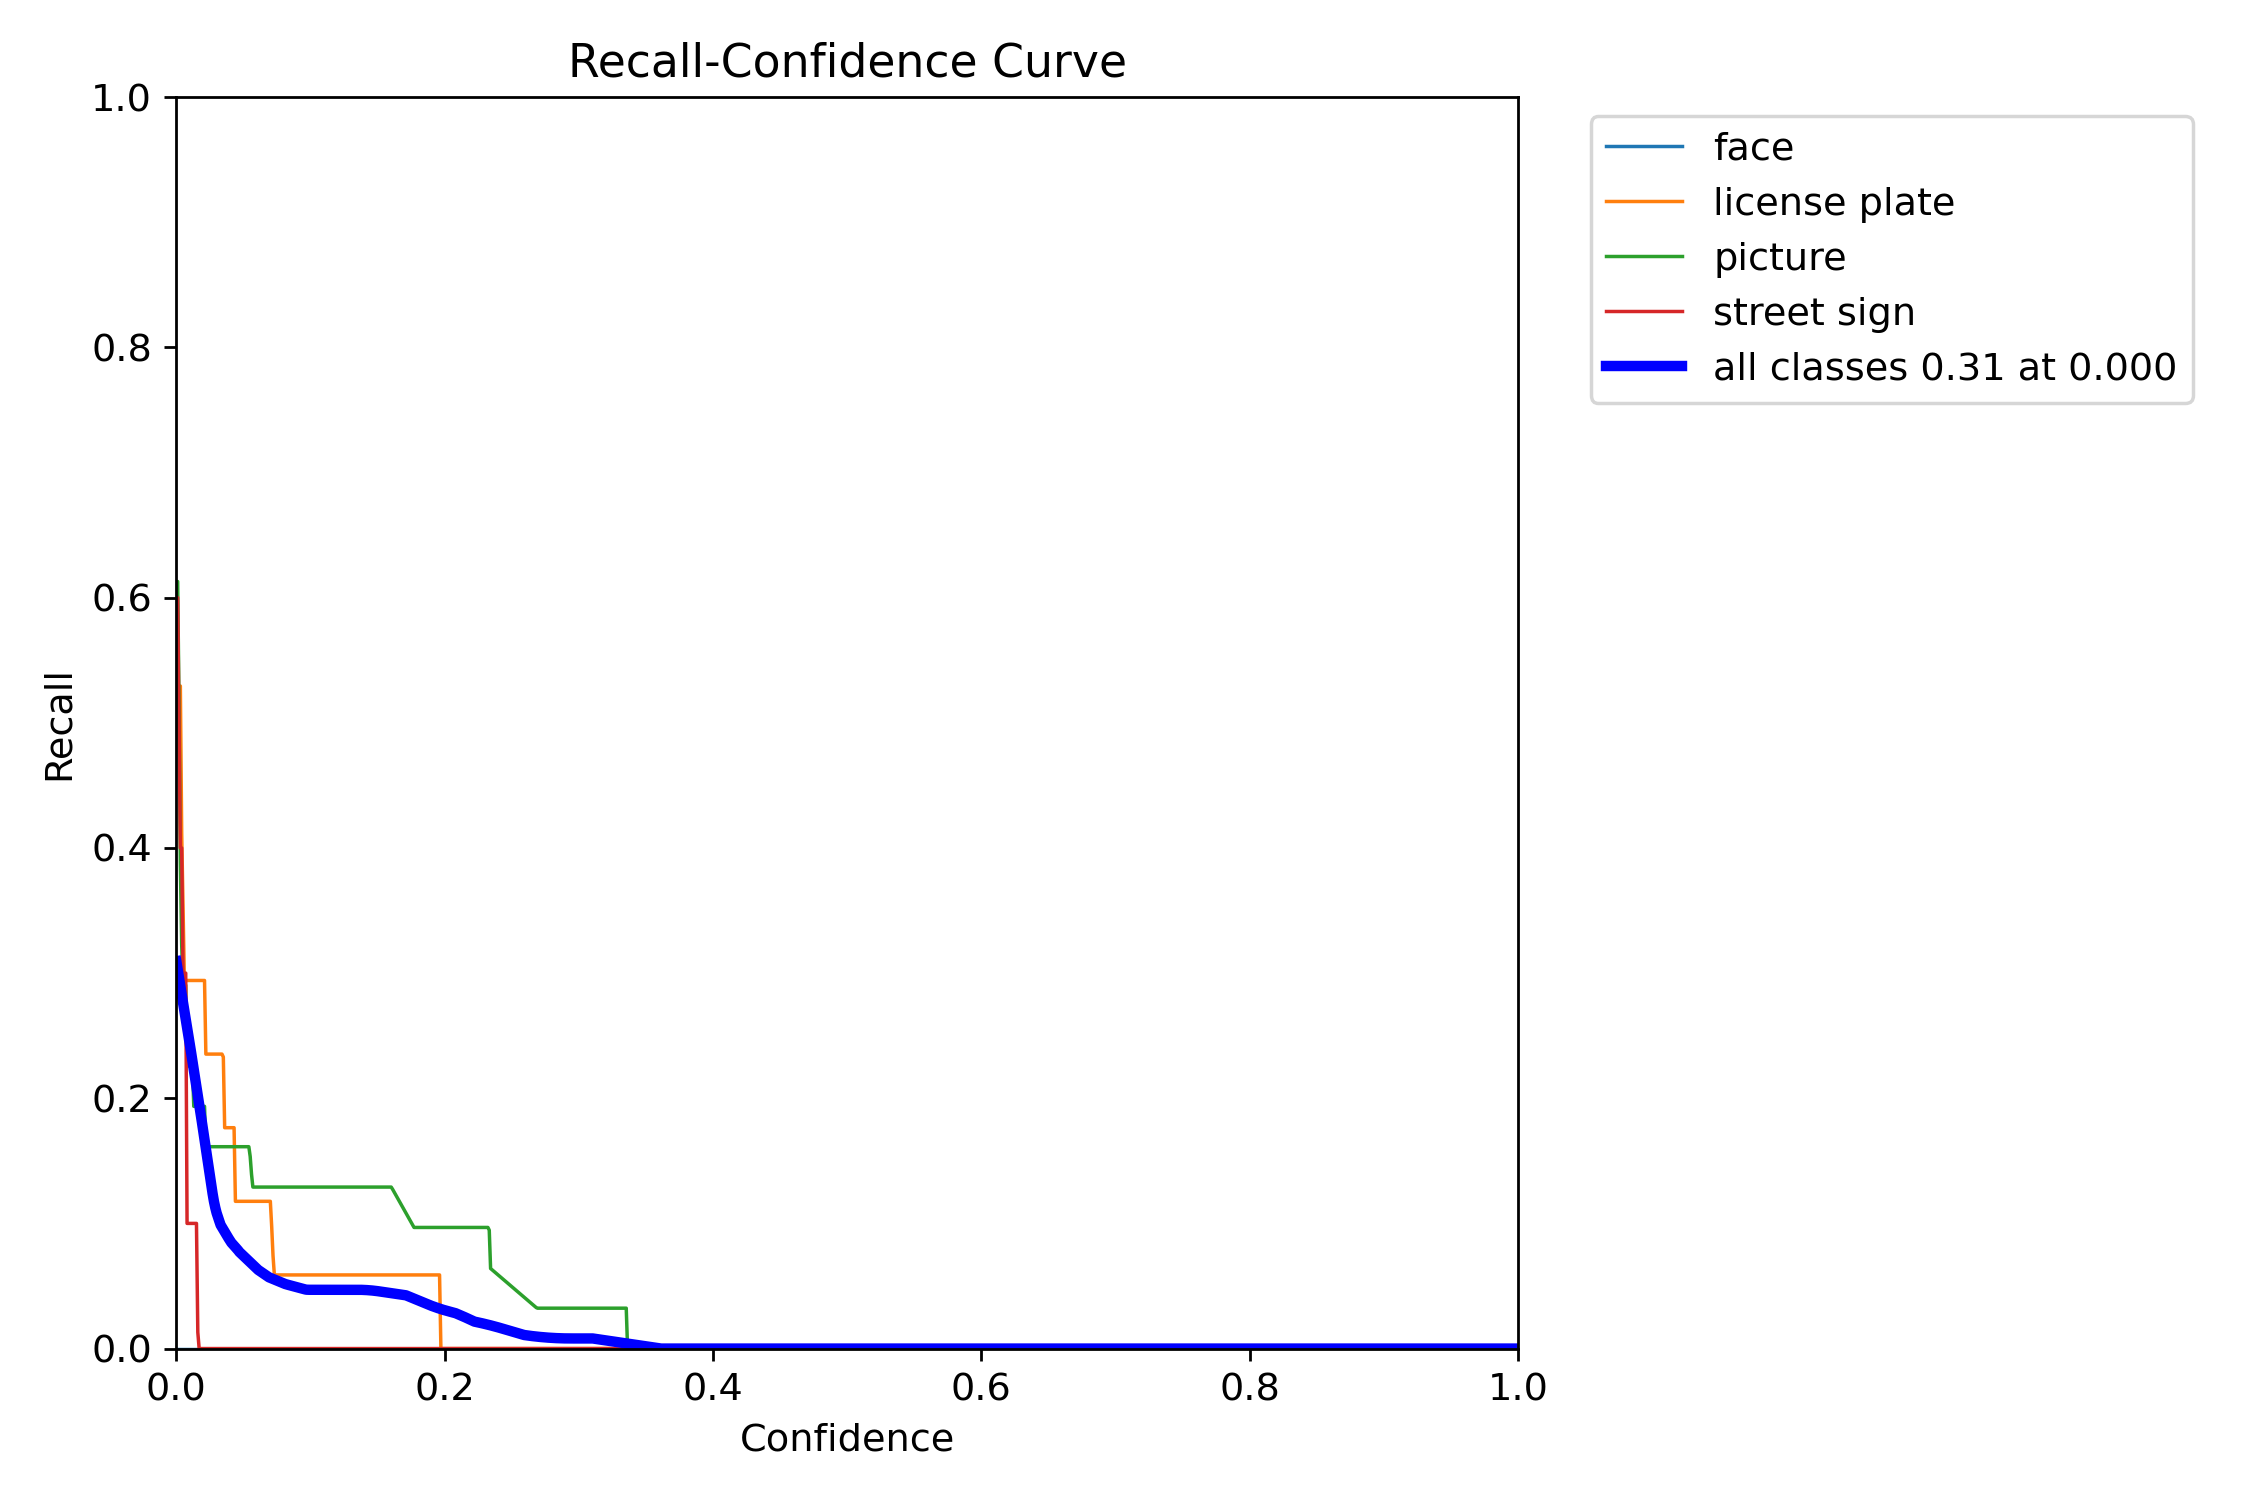 Recall-Confidence Curve
1.0
0.8
0.6
0.4
0.2
0.0
Recall
0.0 0.2 0.4 0.6 0.8 1.0
Confidence
face
license plate
picture
street sign
all classes 0.31 at 0.000